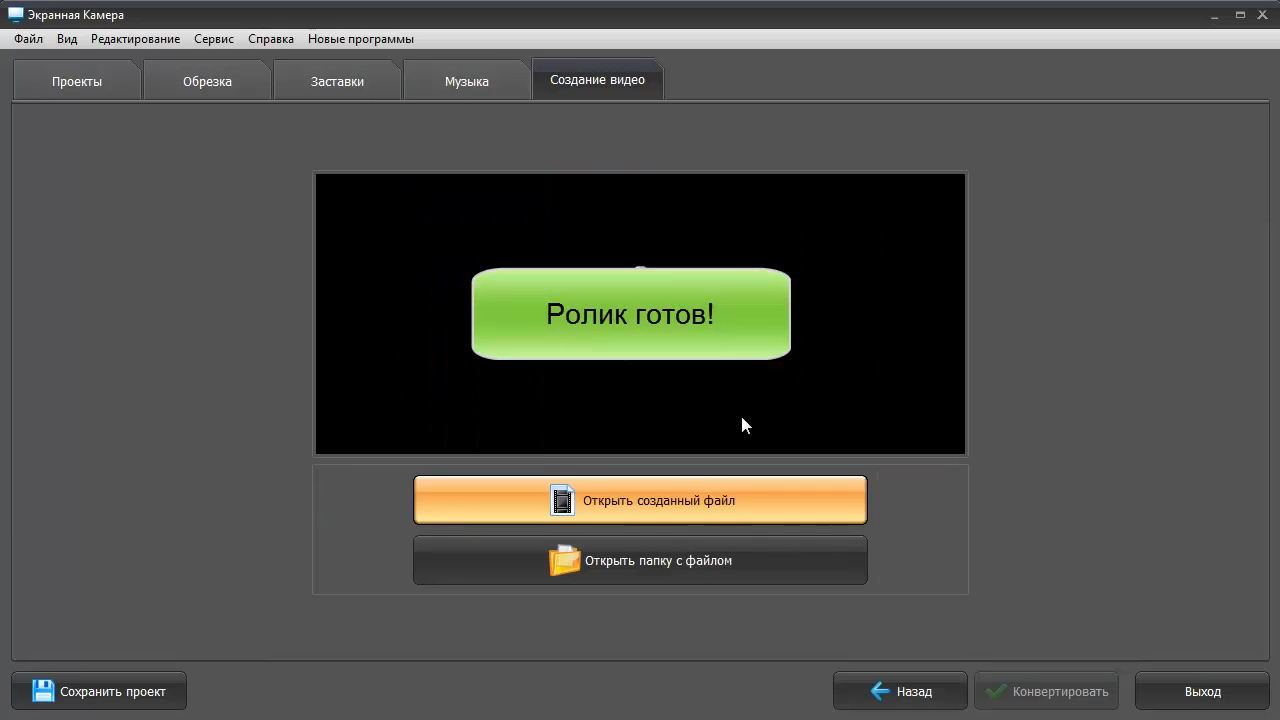 Экранная Камера
Файл Вид Редактирование Сервис Справка Новые программы
Проекты Обрезка Заставки Музыка Создание видео
Ролик готов!
Открыть созданный файл
Открыть папку с файлом
Сохранить проект Назад Конвертировать Выход